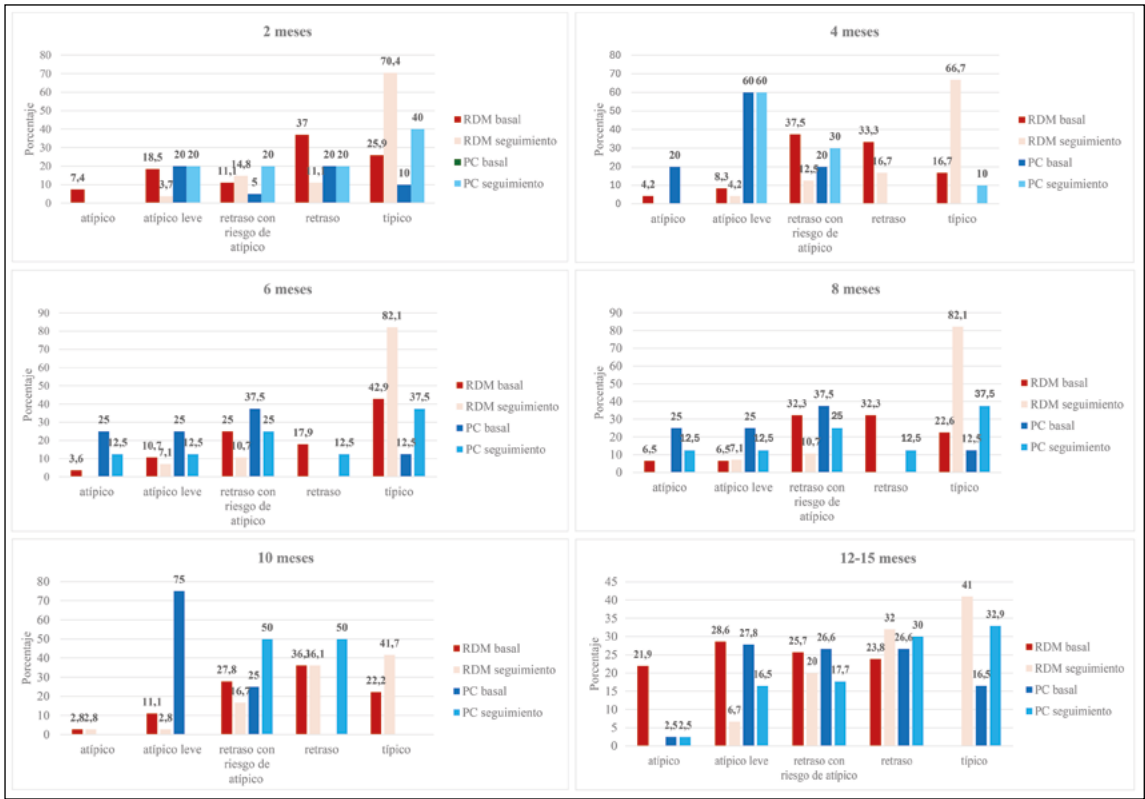 2 meses
Porcentaje
80
70
60
50
40
30
20
10
0
7,4
18,5
3,7
20
20
11,1
14,8
5
20
37
11,
20
20
25,9
70,4
10
40
atípico
atípico leve
retraso con
riesgo de
atípico
retraso
típico
RDM basal
RDM seguimiento
PC basal
PC seguimiento
4 meses
Porcentaje
80
70
60
50
40
30
20
10
0
4,2
20
8,3
4,2
60
60
37,5
12,5
20
30
33,3
16,7
16,7
66,7
10
atípico
atípico leve
retraso con
riesgo de
atípico
retraso
típico
RDM basal
RDM seguimiento
PC basal
PC seguimiento
6 meses
Porcentaje
90
80
70
60
50
40
30
20
10
0
3,6
25
12,5
10,7
7,1
25
12,5
25
10,7
37,5
25
17,9
12,5
42,9
82,1
12,5
37,5
atípico
atípico leve
retraso con
riesgo de
atípico
retraso
típico
RDM basal
RDM seguimiento
PC basal
PC seguimiento
8 meses
Porcentaje
90
80
70
60
50
40
30
20
10
0
6,5
25
12,5
6,5
7,1
25
12,5
32,3
10,7
37,5
25
32,3
12,5
22,6
82,1
12,5
37,5
atípico
atípico leve
retraso con
riesgo de
atípico
retraso
típico
RDM basal
RDM seguimiento
PC basal
PC seguimiento
10 meses
Porcentaje
80
70
60
50
40
30
20
10
0
2,8
2,8
11,1
2,8
75
27,8
16,7
25
50
36,1
50
22,2
41,7
atípico
atípico leve
retraso con
riesgo de
atípico
retraso
típico
RDM basal
RDM seguimiento
PC basal
PC seguimiento
12-15 meses
Porcentaje
45
40
35
30
25
20
15
10
5
0
21,9
2,5
2,5
28,6
6,7
27,8
16,5
25,7
20
26,6
17,7
23,8
32
26,6
30
41
16,5
32,9
atípico
atípico leve
retraso con
riesgo de atípico
retraso
típico
RDM basal
RDM seguimiento
PC basal
PC seguimiento